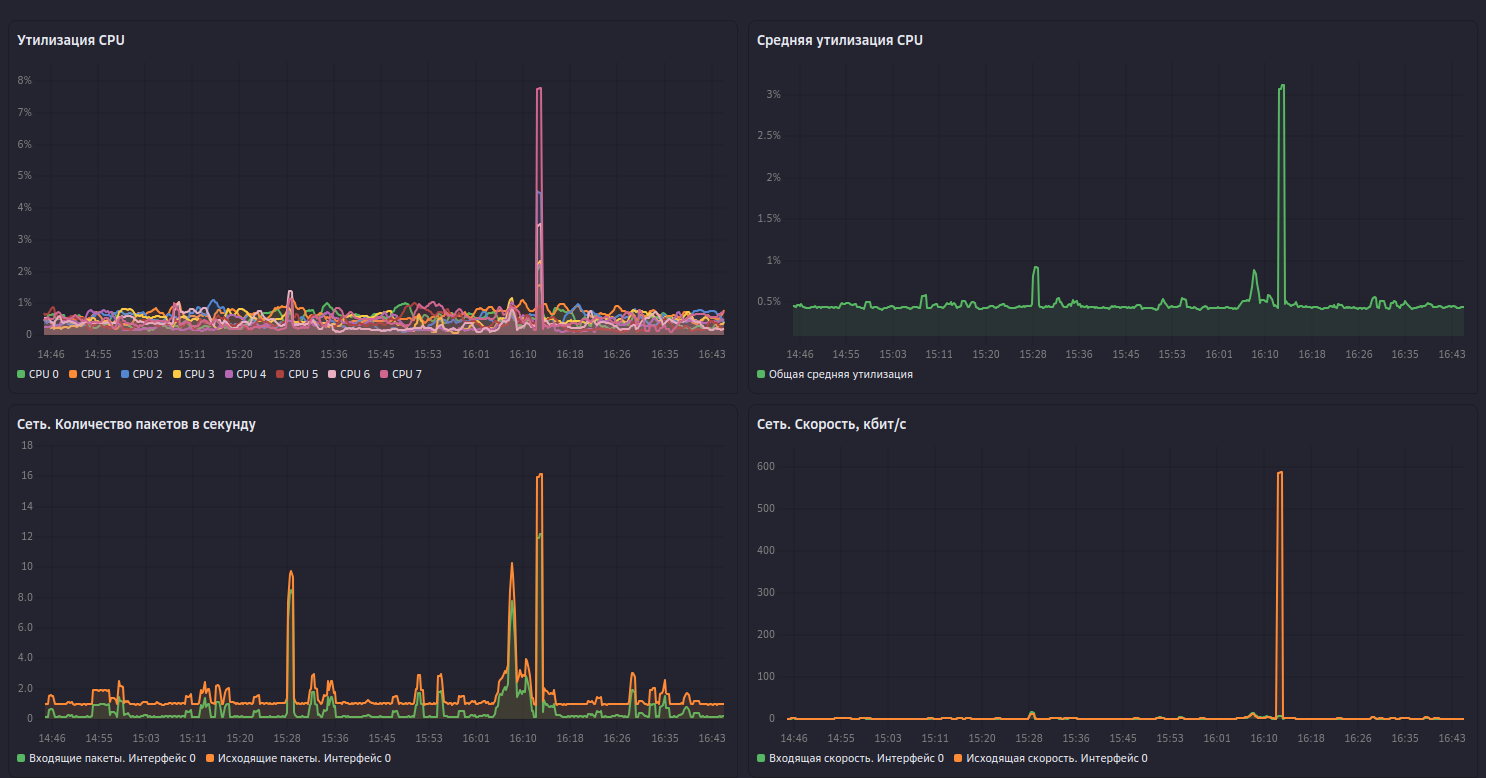 Утилизация CPU
8%
7%
6%
5%
4%
3%
2%
1%
0
14:46 14:55 15:03 15:11 15:20 15:28 15:36 15:45 15:53 16:01 16:10 16:18 16:26 16:35 16:43
CPU 0 CPU 1 CPU 2 CPU 3 CPU 4 CPU 5 CPU 6 CPU 7
Средняя утилизация CPU
3%
2.5%
2%
1.5%
1%
0.5%
14:46 14:55 15:03 15:11 15:20 15:28 15:36 15:45 15:53 16:01 16:10 16:18 16:26 16:35 16:43
Общая средняя утилизация
Сеть. Количество пакетов в секунду
18
16
14
12
10
8.0
6.0
4.0
2.0
0
14:46 14:55 15:03 15:11 15:20 15:28 15:36 15:45 15:53 16:01 16:10 16:18 16:26 16:35 16:43
Входящие пакеты. Интерфейс 0 Исходящие пакеты. Интерфейс 0
Сеть. Скорость, кбит/с
600
500
400
300
200
100
0
14:46 14:55 15:03 15:11 15:20 15:28 15:36 15:45 15:53 16:01 16:10 16:18 16:26 16:35 16:43
Входящая скорость. Интерфейс 0 Исходящая скорость. Интерфейс 0